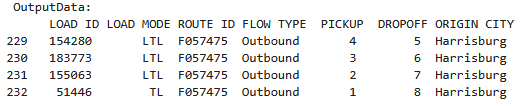 OutputData:
LOAD ID LOAD MODE ROUTE ID FLOW TYPE PICKUP DROPOFF ORIGIN CITY
229 154280 LTL F057475 Outbound 4 5 Harrisburg
230 183773 LTL F057475 Outbound 3 6 Harrisburg
231 155063 LTL F057475 Outbound 2 7 Harrisburg
232 51446 TL F057475 Outbound 1 8 Harrisburg